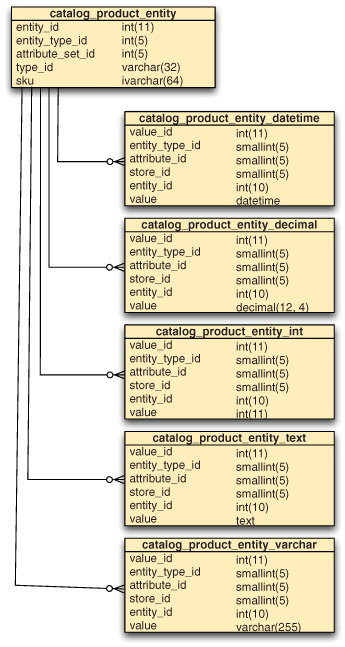 catalog_product_entity
entity_id int(11)
entity_type_id int(5)
attribute_set_id int(5)
type_id varchar(32)
sku ivarchar(64)
catalog_product_entity_datetime
value_id int(11)
entity_type_id smallint(5)
attribute_id smallint(5)
store_id smallint(5)
entity_id int(10)
value datetime
catalog_product_entity_decimal
value_id int(11)
entity_type_id smallint(5)
attribute_id smallint(5)
store_id smallint(5)
entity_id int(10)
value decimal(12, 4)
catalog_product_entity_int
value_id int(11)
entity_type_id smallint(5)
attribute_id smallint(5)
store_id smallint(5)
entity_id int(10)
value int(11)
catalog_product_entity_text
value_id int(11)
entity_type_id smallint(5)
attribute_id smallint(5)
store_id smallint(5)
entity_id int(10)
value text
catalog_product_entity_varchar
value_id int(11)
entity_type_id smallint(5)
attribute_id smallint(5)
store_id smallint(5)
entity_id int(10)
value varchar(255)